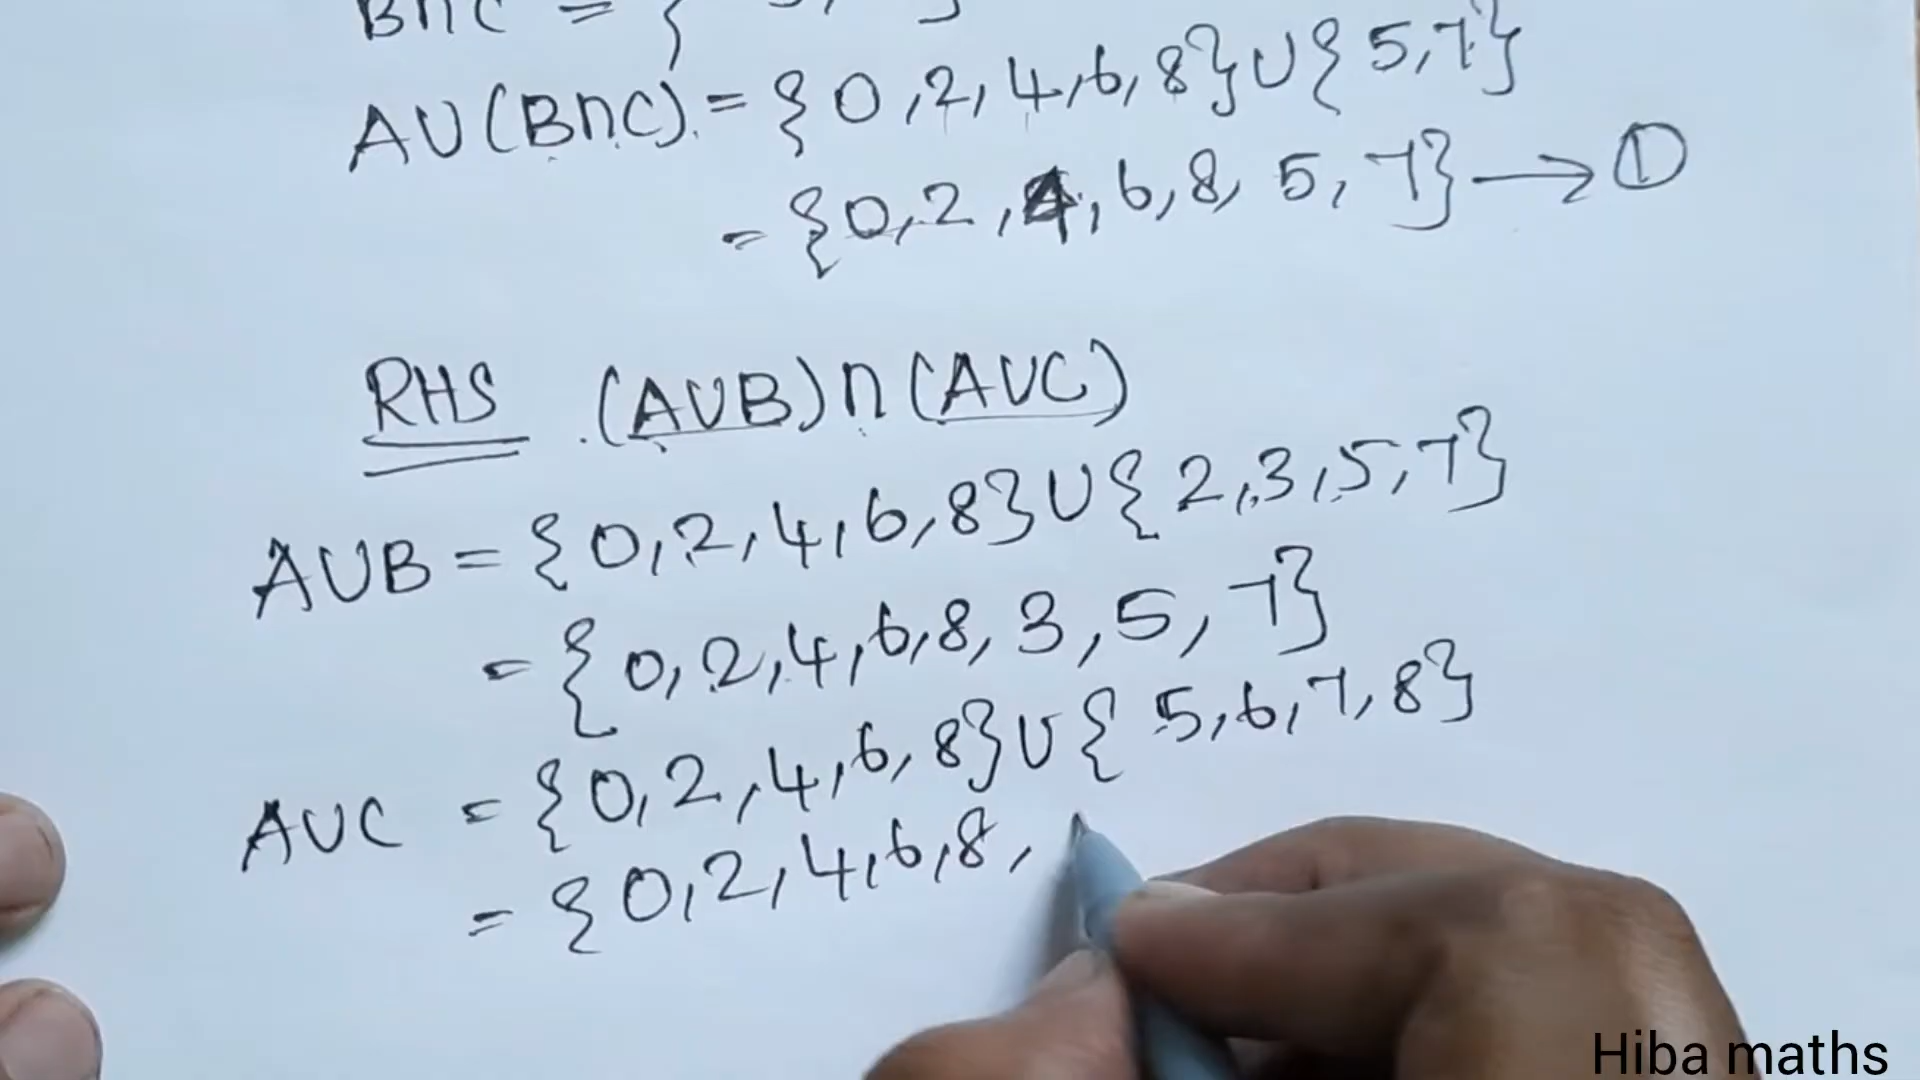 B∩C = {
A∪(B∩C) = {0,2,4,6,8}∪{5,7}
= {0,2,4,6,8,5,7} → ①
RHS (A∪B)∩(A∪C)
A∪B = {0,2,4,6,8}∪{2,3,5,7}
= {0,2,4,6,8,3,5,7}
A∪C = {0,2,4,6,8}∪{5,6,7,8}
= {0,2,4,6,8,
Hiba maths